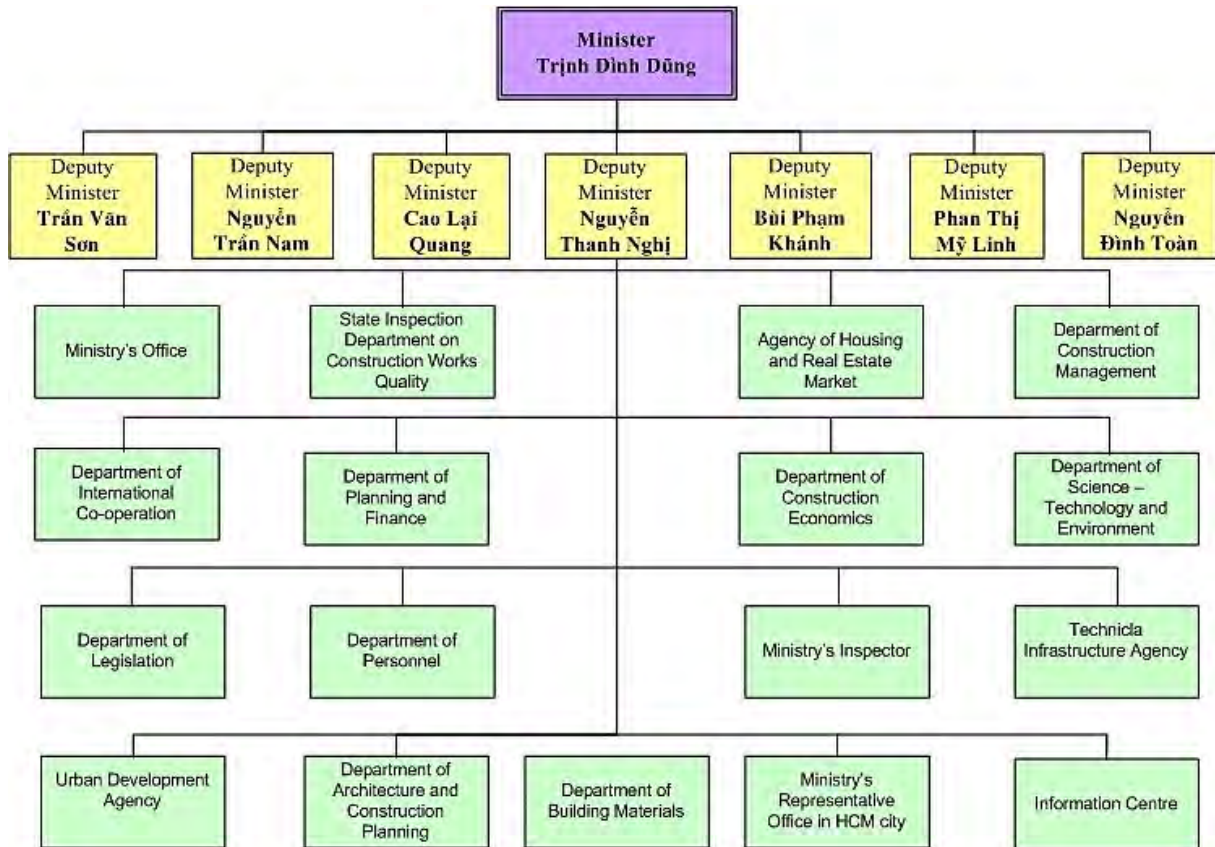 Minister
Trịnh Đình Dũng
Deputy
Minister
Trần Văn
Sơn
Deputy
Minister
Nguyễn
Trần Nam
Deputy
Minister
Cao Lại
Quang
Deputy
Minister
Nguyễn
Thanh Nghị
Deputy
Minister
Bùi Phạm
Khánh
Deputy
Minister
Phan Thị
Mỹ Linh
Deputy
Minister
Nguyễn
Đình Toàn
Ministry's Office
State Inspection
Department on
Construction Works
Quality
Agency of Housing
and Real Estate
Market
Department of
Construction
Management
Department of
International
Co-operation
Department of
Planning and
Finance
Department of
Construction
Economics
Department of
Science –
Technology and
Environment
Department of
Legislation
Department of
Personnel
Ministry's Inspector
Technicla
Infrastructure Agency
Urban Development
Agency
Department of
Architecture and
Construction
Planning
Department of
Building Materials
Ministry's
Representative
Office in HCM city
Information Centre